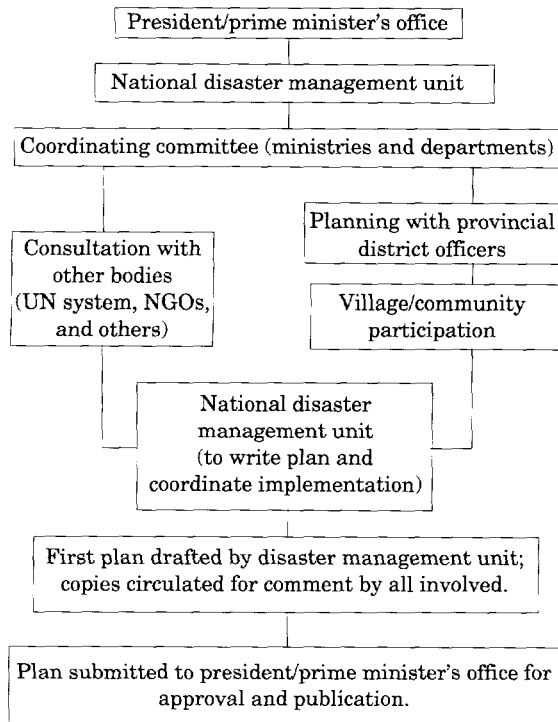 President/prime minister's office
National disaster management unit
Coordinating committee (ministries and departments)
Consultation with
other bodies
(UN system, NGOs,
and others)
Planning with provincial
district officers
Village/community
participation
National disaster
management unit
(to write plan and
coordinate implementation)
First plan drafted by disaster management unit;
copies circulated for comment by all involved.
Plan submitted to president/prime minister's office for
approval and publication.